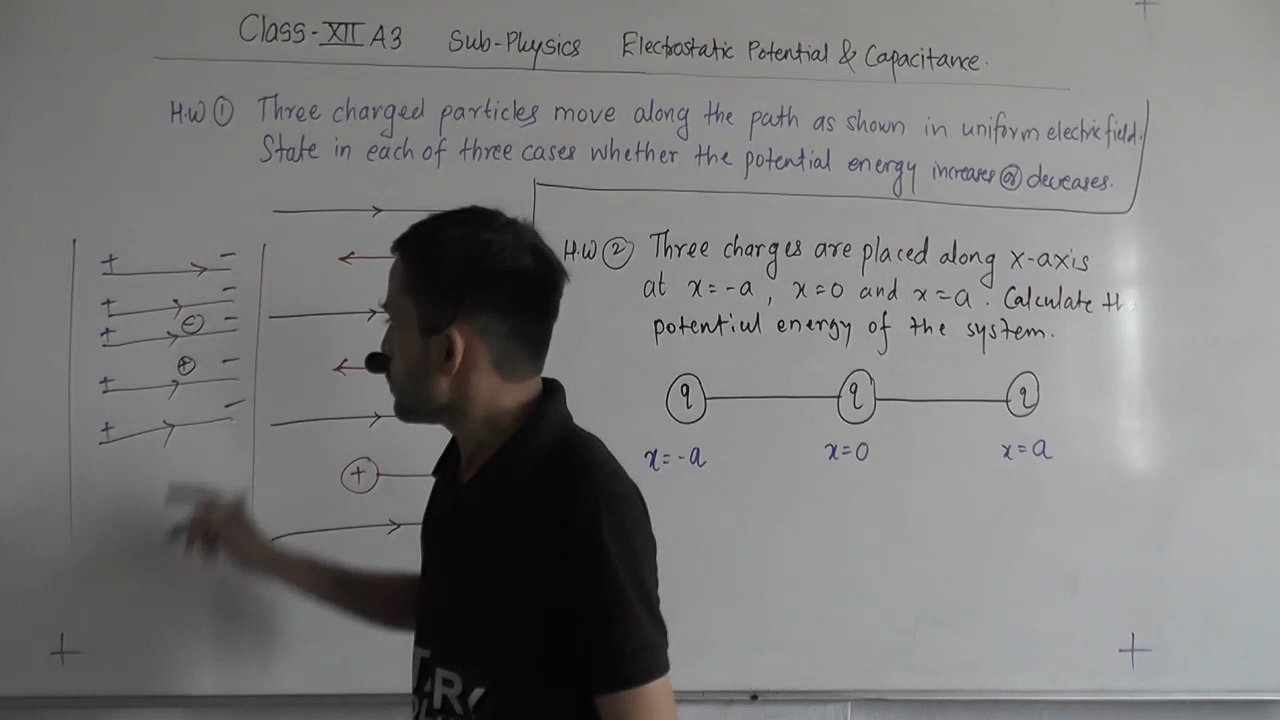 Class-XII A3 Sub-Physics Electrostatic Potential & Capacitance.
H.W ① Three charged particles move along the path as shown in uniform electric field.
State in each of three cases whether the potential energy increases or decreases.
H.W ② Three charges are placed along x-axis
at x=-a, x=0 and x=a. Calculate
potential energy of the system.
q q q
x=-a x=0 x=a
+ -
+ -
+ - -
+ + -
+ -
+